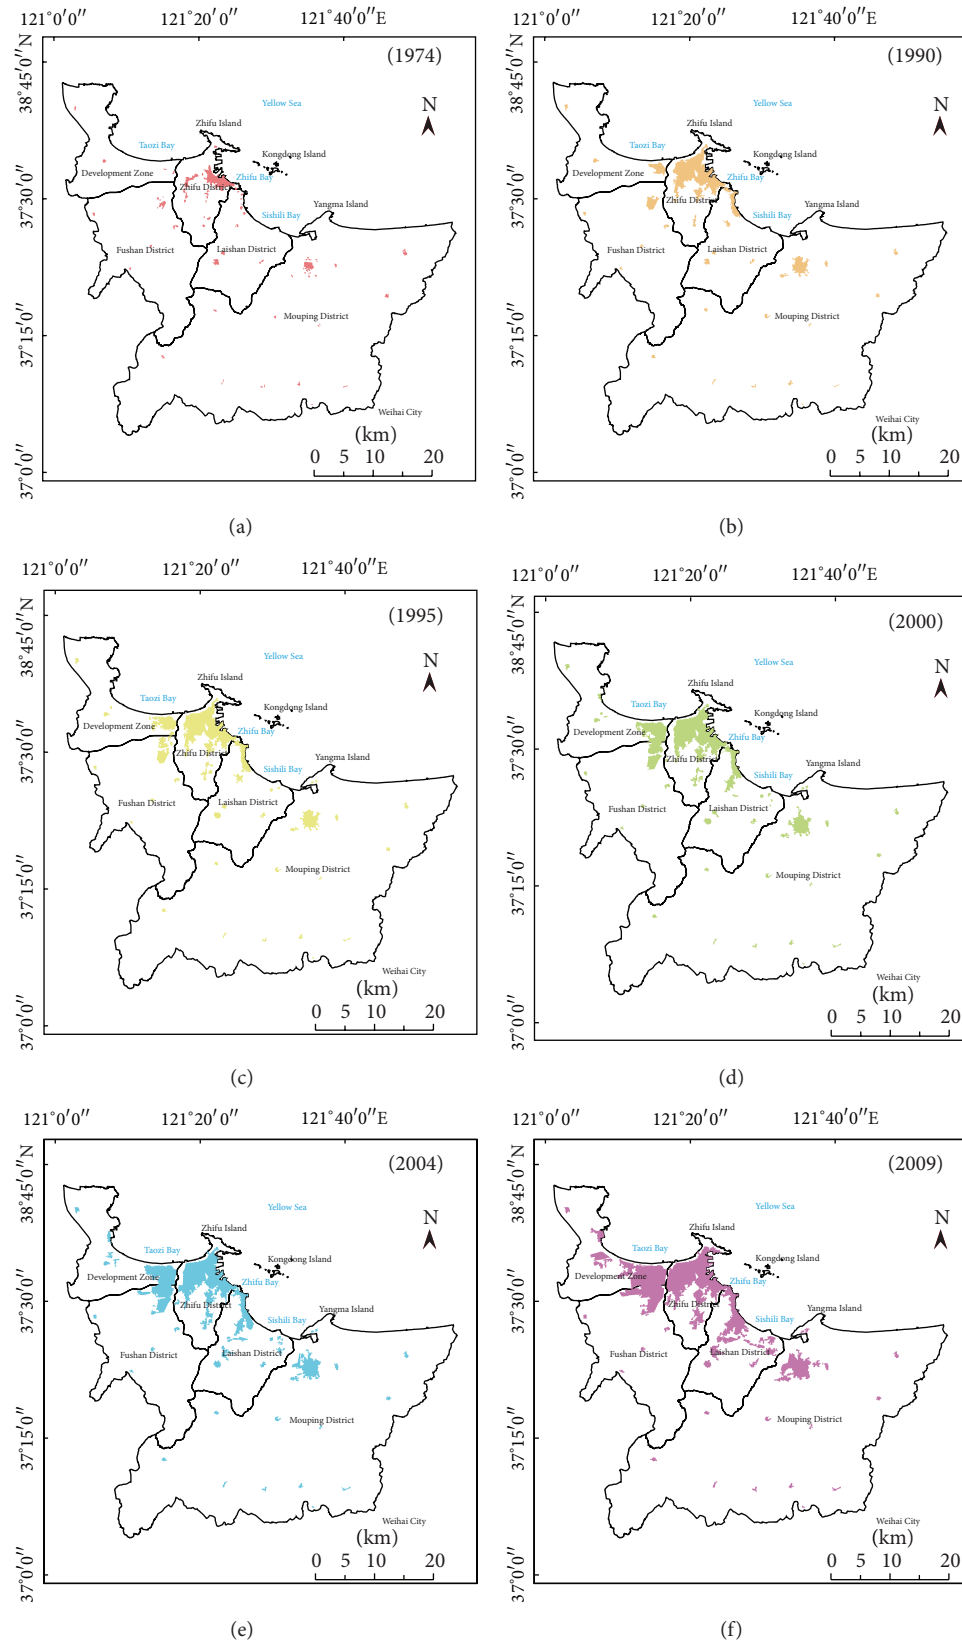 121°0′0″ 121°20′0″ 121°40′0″E
38°45′0″N
37°30′0″
37°15′0″
37°0′0″
(1974)
Yellow Sea
N
Zhifu Island
Taozi Bay
Kongdong Island
Development Zone
Zhifu Bay
Zhifu District
Yangma Island
Sishili Bay
Fushan District
Laishan District
Mouping District
Weihai City
(km)
0 5 10 20
(a)
121°0′0″ 121°20′0″ 121°40′0″E
38°45′0″N
37°30′0″
37°15′0″
37°0′0″
(1990)
Yellow Sea
N
Zhifu Island
Taozi Bay
Kongdong Island
Development Zone
Zhifu Bay
Zhifu District
Yangma Island
Sishili Bay
Fushan District
Laishan District
Mouping District
Weihai City
(km)
0 5 10 20
(b)
121°0′0″ 121°20′0″ 121°40′0″E
38°45′0″N
37°30′0″
37°15′0″
37°0′0″
(1995)
Yellow Sea
N
Zhifu Island
Taozi Bay
Kongdong Island
Development Zone
Zhifu Bay
Zhifu District
Yangma Island
Sishili Bay
Fushan District
Laishan District
Mouping District
Weihai City
(km)
0 5 10 20
(c)
121°0′0″ 121°20′0″ 121°40′0″E
38°45′0″N
37°30′0″
37°15′0″
37°0′0″
(2000)
Yellow Sea
N
Zhifu Island
Taozi Bay
Kongdong Island
Development Zone
Zhifu Bay
Zhifu District
Yangma Island
Sishili Bay
Fushan District
Laishan District
Mouping District
Weihai City
(km)
0 5 10 20
(d)
121°0′0″ 121°20′0″ 121°40′0″E
38°45′0″N
37°30′0″
37°15′0″
37°0′0″
(2004)
Yellow Sea
N
Zhifu Island
Taozi Bay
Kongdong Island
Development Zone
Zhifu Bay
Zhifu District
Yangma Island
Sishili Bay
Fushan District
Laishan District
Mouping District
Weihai City
(km)
0 5 10 20
(e)
121°0′0″ 121°20′0″ 121°40′0″E
38°45′0″N
37°30′0″
37°15′0″
37°0′0″
(2009)
Yellow Sea
N
Zhifu Island
Taozi Bay
Kongdong Island
Development Zone
Zhifu Bay
Zhifu District
Yangma Island
Sishili Bay
Fushan District
Laishan District
Mouping District
Weihai City
(km)
0 5 10 20
(f)